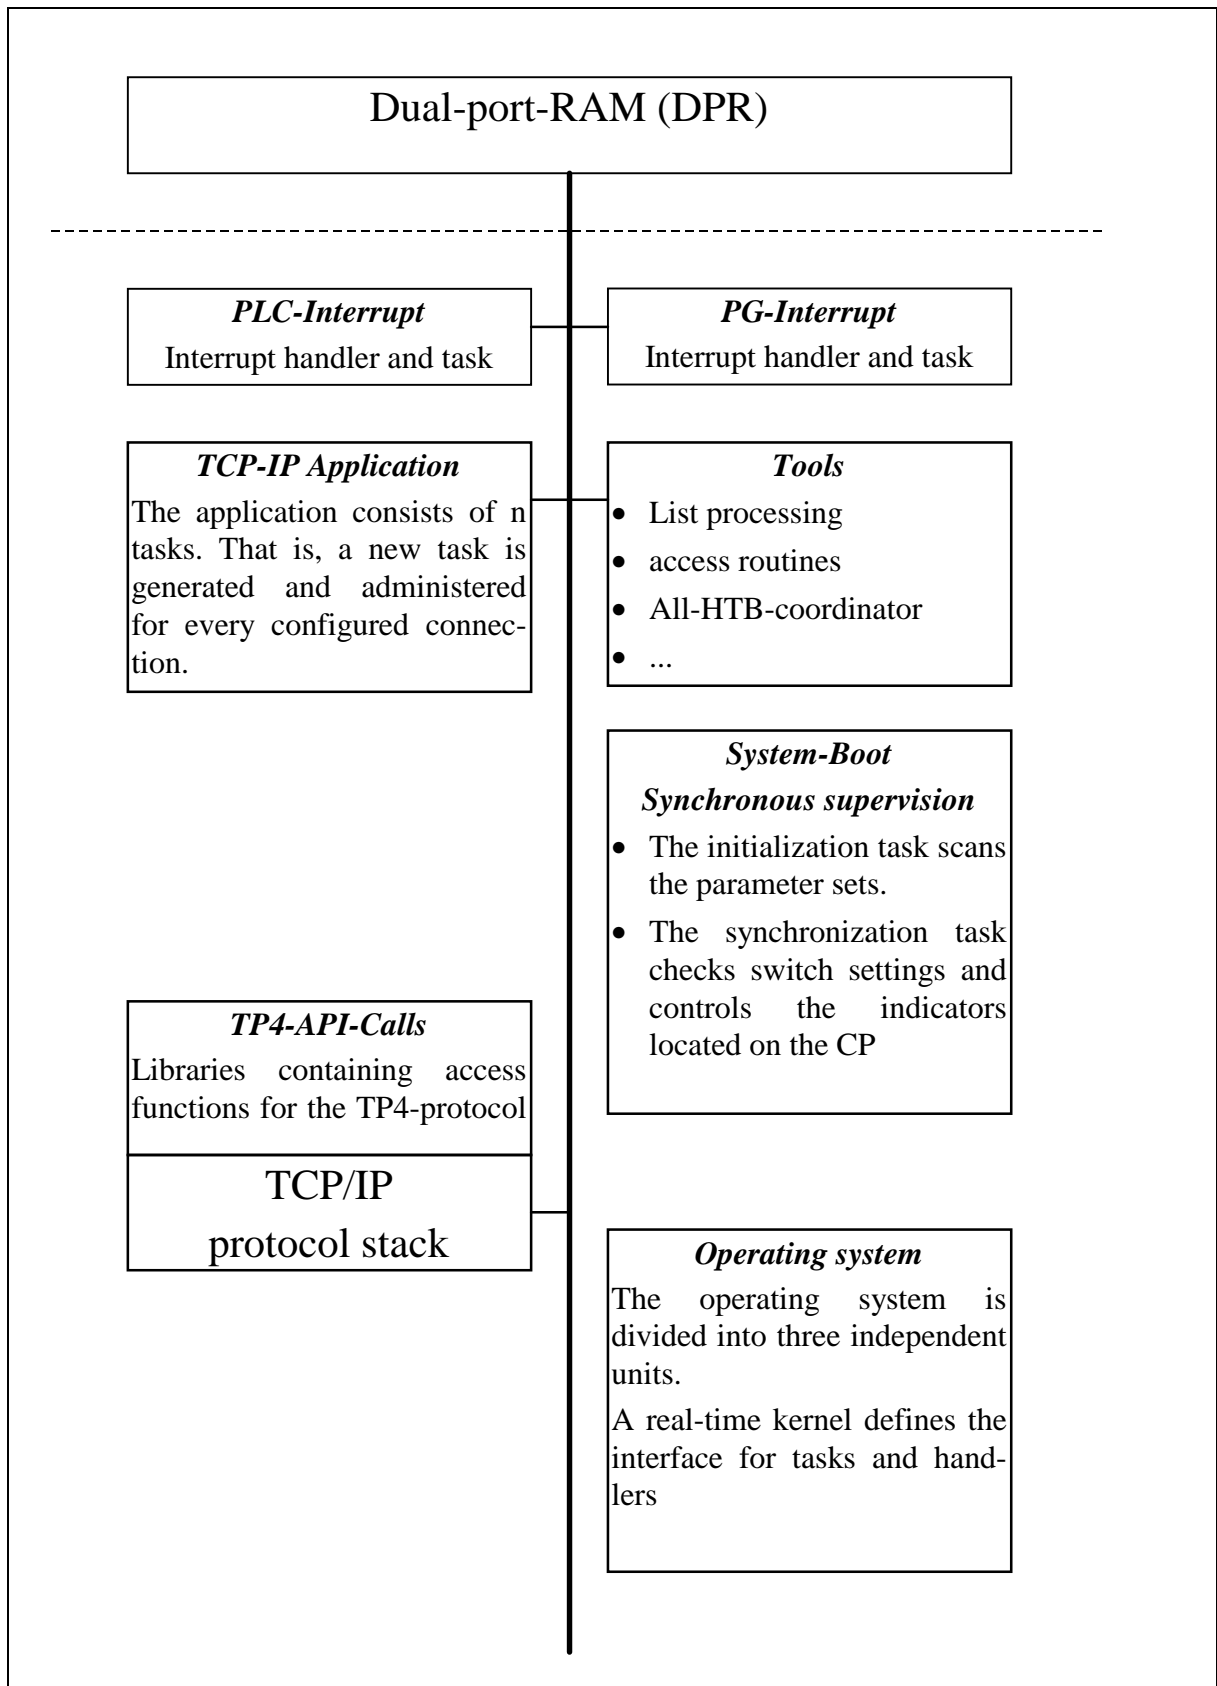 Dual-port-RAM (DPR)
PLC-Interrupt
Interrupt handler and task
PG-Interrupt
Interrupt handler and task
TCP-IP Application
The application consists of n
tasks. That is, a new task is
generated and administered
for every configured connec-
tion.
Tools
• List processing
• access routines
• All-HTB-coordinator
• ...
System-Boot
Synchronous supervision
• The initialization task scans
the parameter sets.
• The synchronization task
checks switch settings and
controls the indicators
located on the CP
TP4-API-Calls
Libraries containing access
functions for the TP4-protocol
TCP/IP
protocol stack
Operating system
The operating system is
divided into three independent
units.
A real-time kernel defines the
interface for tasks and hand-
lers